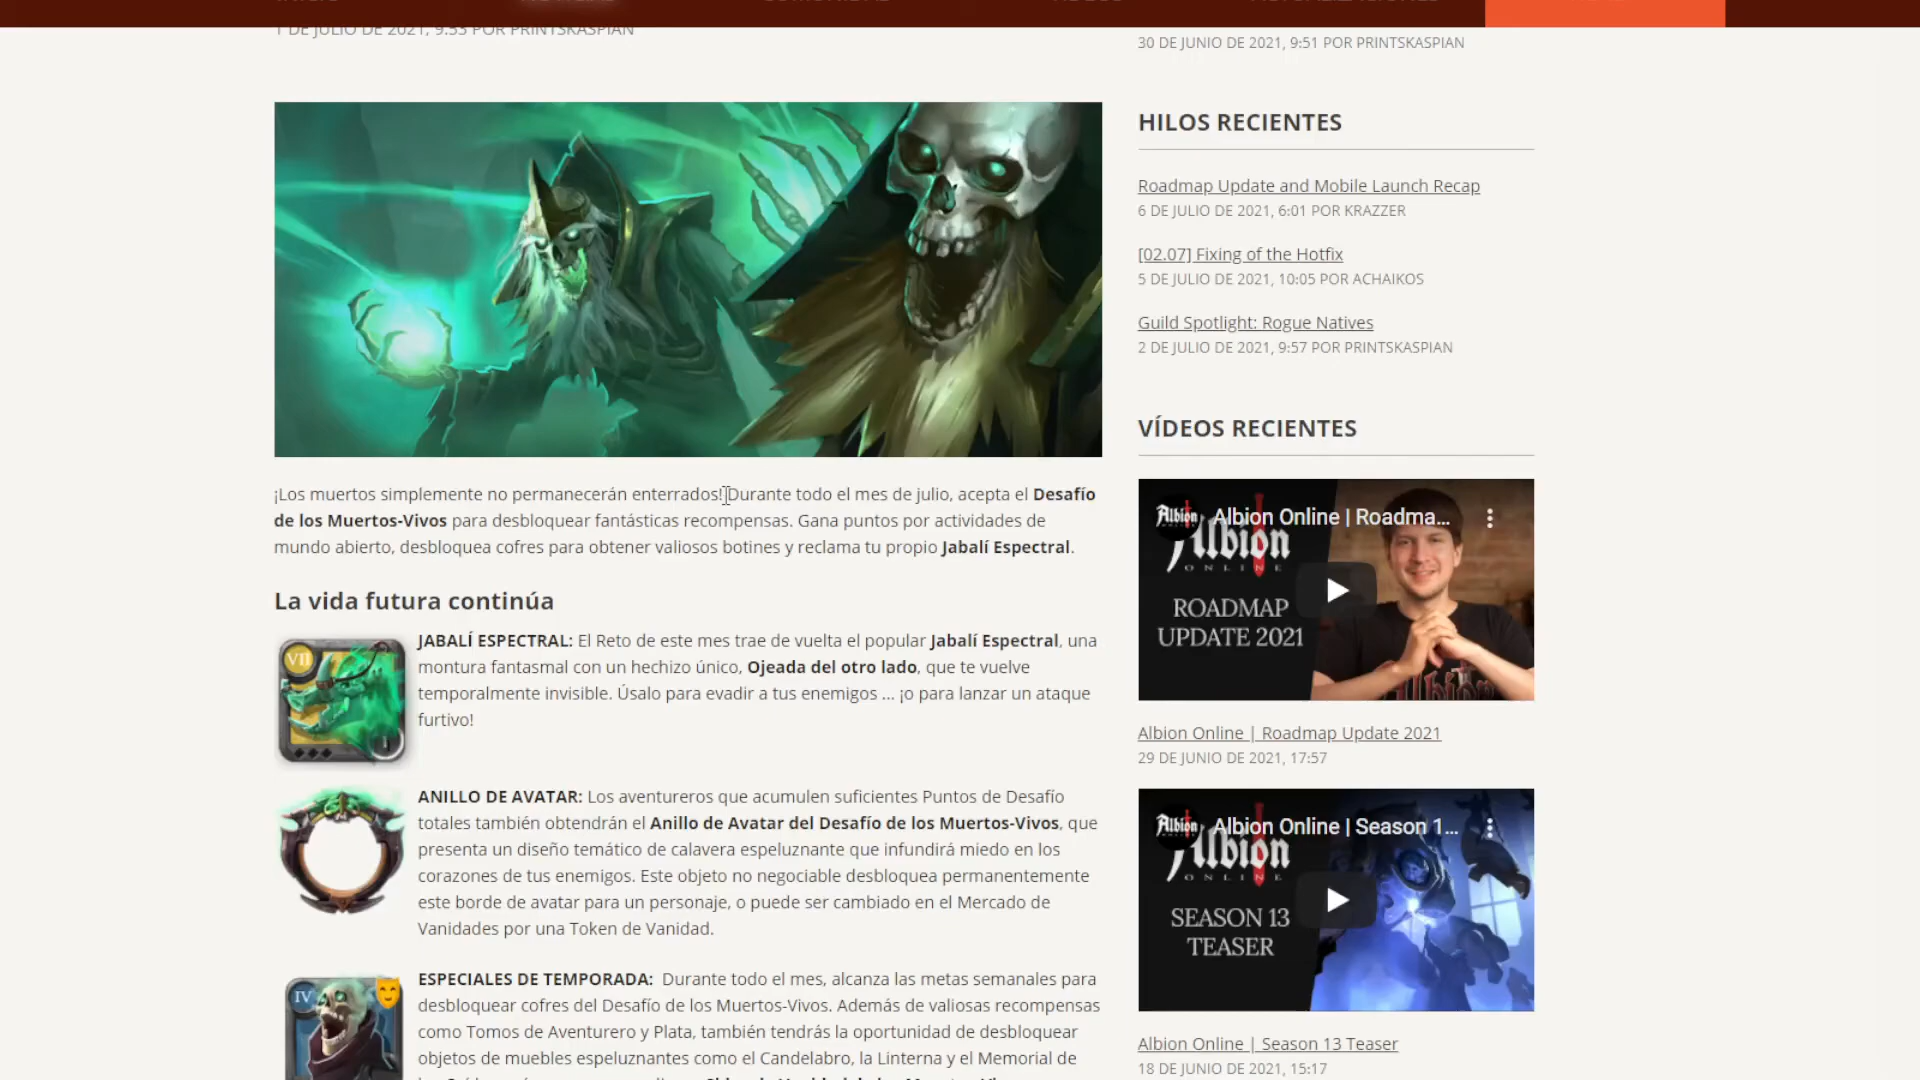 1 DE JULIO DE 2021, 9:53 POR PRINTSKASPIAN
¡Los muertos simplemente no permanecerán enterrados! Durante todo el mes de julio, acepta el Desafío
de los Muertos-Vivos para desbloquear fantásticas recompensas. Gana puntos por actividades de
mundo abierto, desbloquea cofres para obtener valiosos botines y reclama tu propio Jabalí Espectral.
La vida futura continúa
VII
JABALÍ ESPECTRAL: El Reto de este mes trae de vuelta el popular Jabalí Espectral, una
montura fantasmal con un hechizo único, Ojeada del otro lado, que te vuelve
temporalmente invisible. Úsalo para evadir a tus enemigos ... ¡o para lanzar un ataque
furtivo!
1
ANILLO DE AVATAR: Los aventureros que acumulen suficientes Puntos de Desafío
totales también obtendrán el Anillo de Avatar del Desafío de los Muertos-Vivos, que
presenta un diseño temático de calavera espeluznante que infundirá miedo en los
corazones de tus enemigos. Este objeto no negociable desbloquea permanentemente
este borde de avatar para un personaje, o puede ser cambiado en el Mercado de
Vanidades por una Token de Vanidad.
IV
ESPECIALES DE TEMPORADA: Durante todo el mes, alcanza las metas semanales para
desbloquear cofres del Desafío de los Muertos-Vivos. Además de valiosas recompensas
como Tomos de Aventurero y Plata, también tendrás la oportunidad de desbloquear
objetos de muebles espeluznantes como el Candelabro, la Linterna y el Memorial de
30 DE JUNIO DE 2021, 9:51 POR PRINTSKASPIAN
HILOS RECIENTES
Roadmap Update and Mobile Launch Recap
6 DE JULIO DE 2021, 6:01 POR KRAZZER
[02.07] Fixing of the Hotfix
5 DE JULIO DE 2021, 10:05 POR ACHAIKOS
Guild Spotlight: Rogue Natives
2 DE JULIO DE 2021, 9:57 POR PRINTSKASPIAN
VÍDEOS RECIENTES
Albion
Albion Online | Roadma...
Albion
ONLINE
ROADMAP
UPDATE 2021
Albion
Albion Online | Roadmap Update 2021
29 DE JUNIO DE 2021, 17:57
Albion
Albion Online | Season 1...
Albion
ONLINE
SEASON 13
TEASER
Albion Online | Season 13 Teaser
18 DE JUNIO DE 2021, 15:17